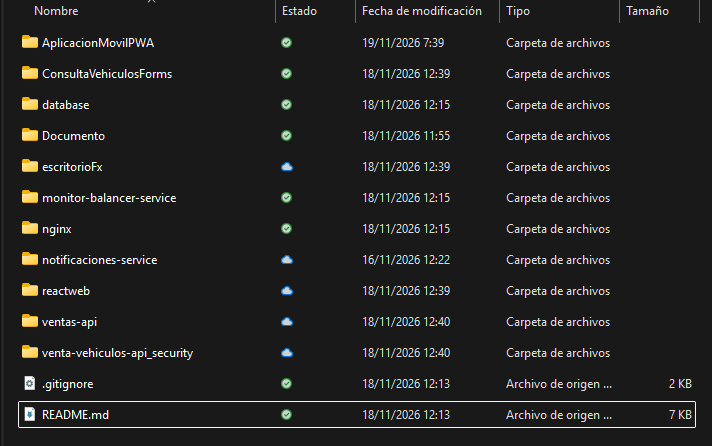 Nombre Estado Fecha de modificación Tipo Tamaño
AplicacionMovilPWA 19/11/2026 7:39 Carpeta de archivos
ConsultaVehiculosForms 18/11/2026 12:39 Carpeta de archivos
database 18/11/2026 12:15 Carpeta de archivos
Documento 18/11/2026 11:55 Carpeta de archivos
escritorioFx 18/11/2026 12:39 Carpeta de archivos
monitor-balancer-service 18/11/2026 12:15 Carpeta de archivos
nginx 18/11/2026 12:15 Carpeta de archivos
notificaciones-service 16/11/2026 12:22 Carpeta de archivos
reactweb 18/11/2026 12:39 Carpeta de archivos
ventas-api 18/11/2026 12:40 Carpeta de archivos
venta-vehiculos-api_security 18/11/2026 12:40 Carpeta de archivos
.gitignore 18/11/2026 12:13 Archivo de origen ... 2 KB
README.md 18/11/2026 12:13 Archivo de origen ... 7 KB